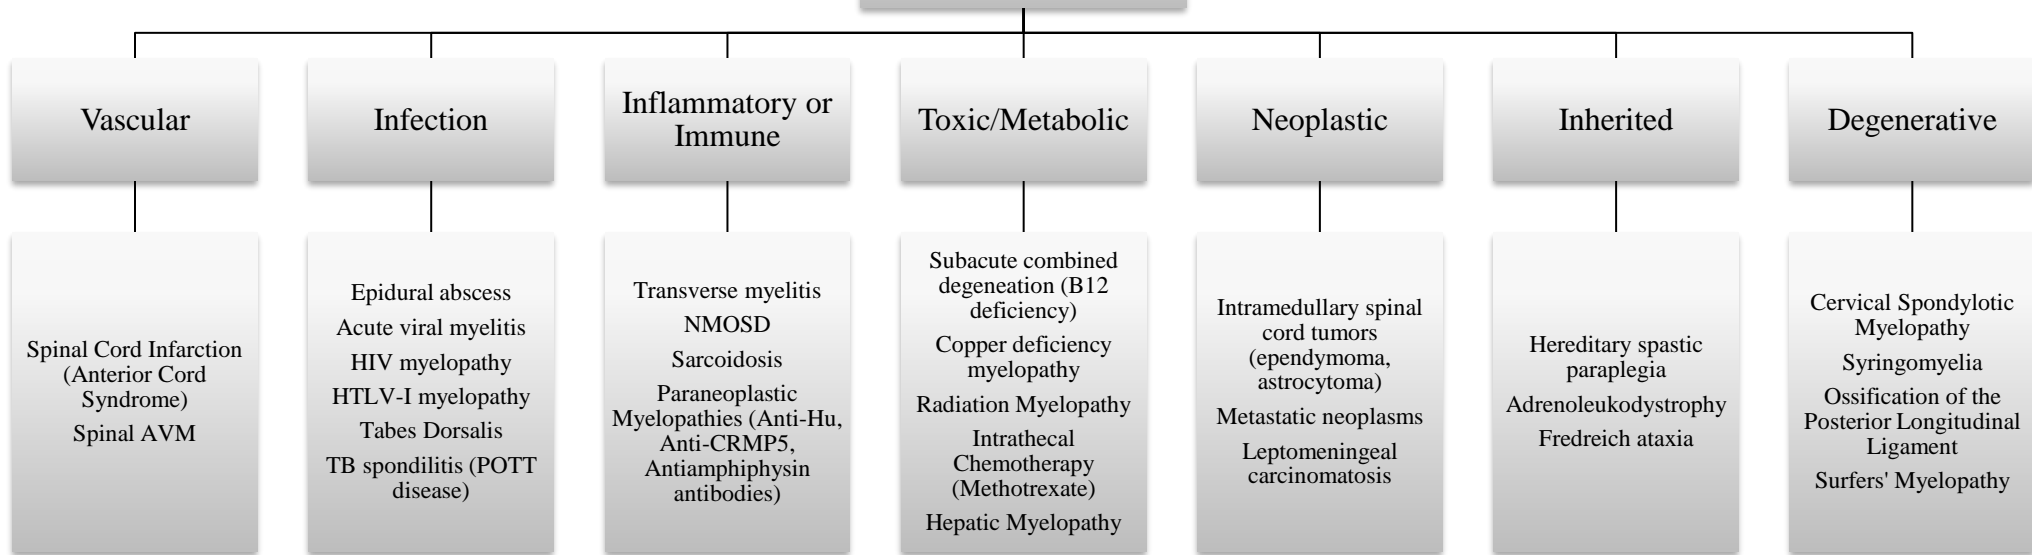 Vascular
Infection
Inflammatory or
Immune
Toxic/Metabolic
Neoplastic
Inherited
Degenerative
Spinal Cord Infarction
(Anterior Cord
Syndrome)
Spinal AVM
Epidural abscess
Acute viral myelitis
HIV myelopathy
HTLV-I myelopathy
Tabes Dorsalis
TB spondilitis (POTT
disease)
Transverse myelitis
NMOSD
Sarcoidosis
Paraneoplastic
Myelopathies (Anti-Hu,
Anti-CRMP5,
Antiamphiphysin
antibodies)
Subacute combined
degeneation (B12
deficiency)
Copper deficiency
myelopathy
Radiation Myelopathy
Intrathecal
Chemotherapy
(Methotrexate)
Hepatic Myelopathy
Intramedullary spinal
cord tumors
(ependymoma,
astrocytoma)
Metastatic neoplasms
Leptomeningeal
carcinomatosis
Hereditary spastic
paraplegia
Adrenoleukodystrophy
Fredreich ataxia
Cervical Spondylotic
Myelopathy
Syringomyelia
Ossification of the
Posterior Longitudinal
Ligament
Surfers' Myelopathy